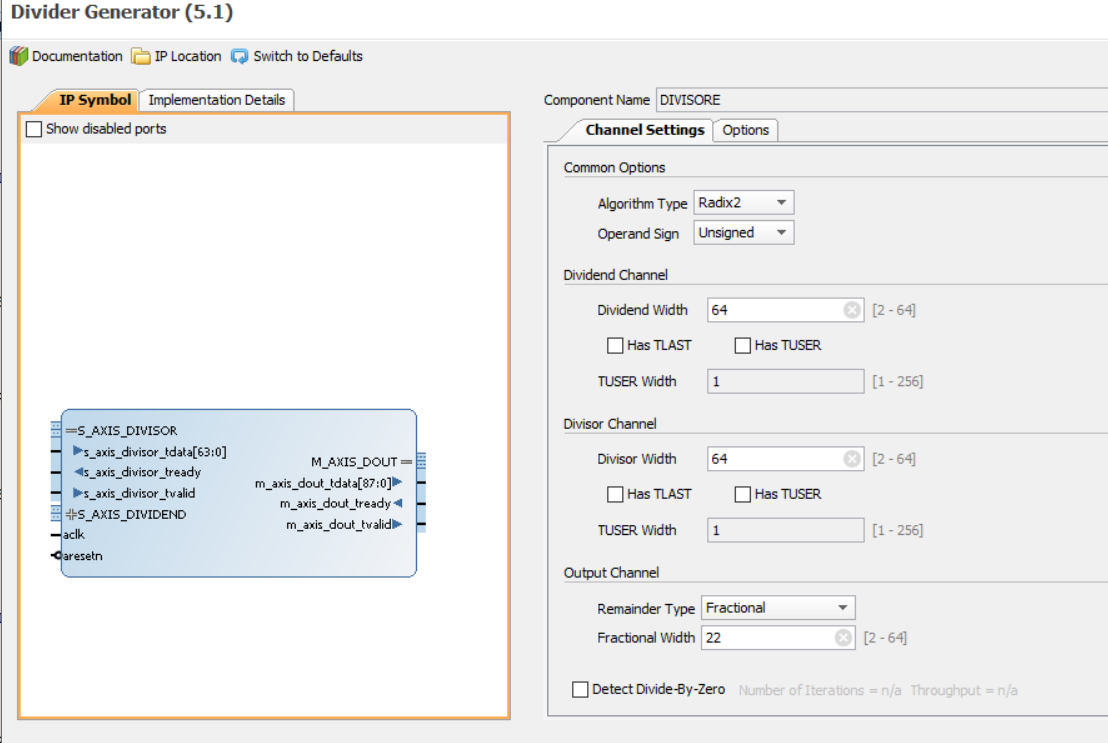 Divider Generator (5.1)
Documentation IP Location Switch to Defaults
IP Symbol Implementation Details
Show disabled ports
S_AXIS_DIVISOR
s_axis_divisor_tdata[63:0]
s_axis_divisor_tready
s_axis_divisor_tvalid
S_AXIS_DIVIDEND
aclk
aresetn
M_AXIS_DOUT
m_axis_dout_tdata[87:0]
m_axis_dout_tready
m_axis_dout_tvalid
Component Name DIVISORE
Channel Settings Options
Common Options
Algorithm Type Radix2
Operand Sign Unsigned
Dividend Channel
Dividend Width 64 [2 - 64]
Has TLAST Has TUSER
TUSER Width 1 [1 - 256]
Divisor Channel
Divisor Width 64 [2 - 64]
Has TLAST Has TUSER
TUSER Width 1 [1 - 256]
Output Channel
Remainder Type Fractional
Fractional Width 22 [2 - 64]
Detect Divide-By-Zero Number of Iterations = n/a Throughput = n/a